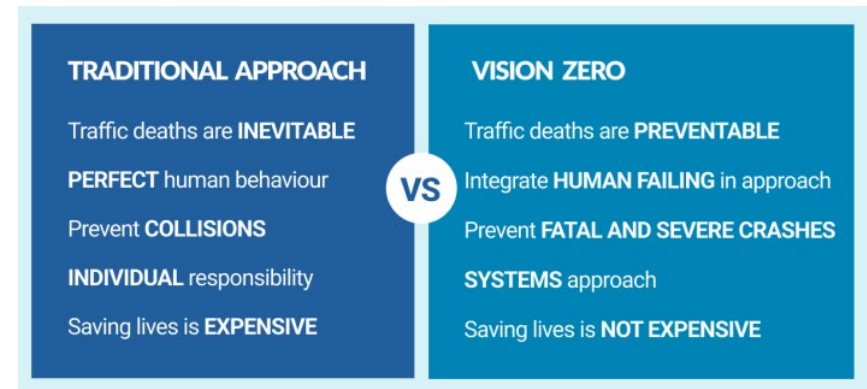 TRADITIONAL APPROACH
Traffic deaths are INEVITABLE
PERFECT human behaviour
Prevent COLLISIONS
INDIVIDUAL responsibility
Saving lives is EXPENSIVE
VS
VISION ZERO
Traffic deaths are PREVENTABLE
Integrate HUMAN FAILING in approach
Prevent FATAL AND SEVERE CRASHES
SYSTEMS approach
Saving lives is NOT EXPENSIVE